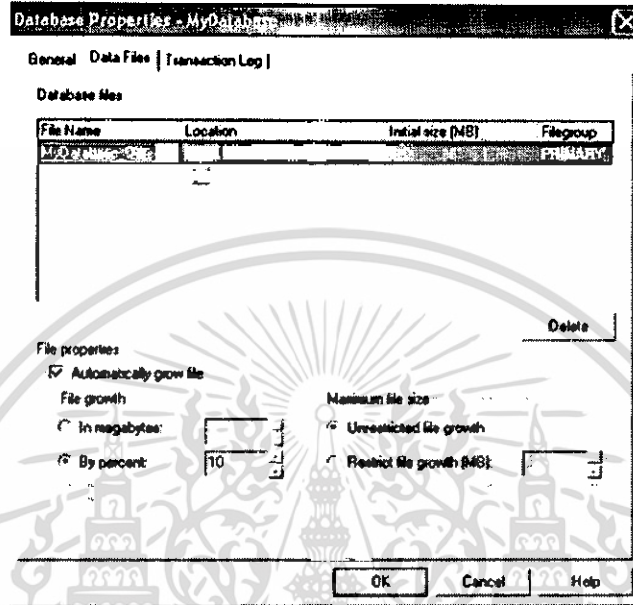 Database Properties - MyDatabase
General Data Files Transaction Log
Database files
File Name Location Initial size (MB) Filegroup
PRIMARY
Delete
File properties
Automatically grow file
File growth Maximum file size
In megabytes: Unrestricted file growth
By percent: 10 Restrict file growth (MB):
OK Cancel Help